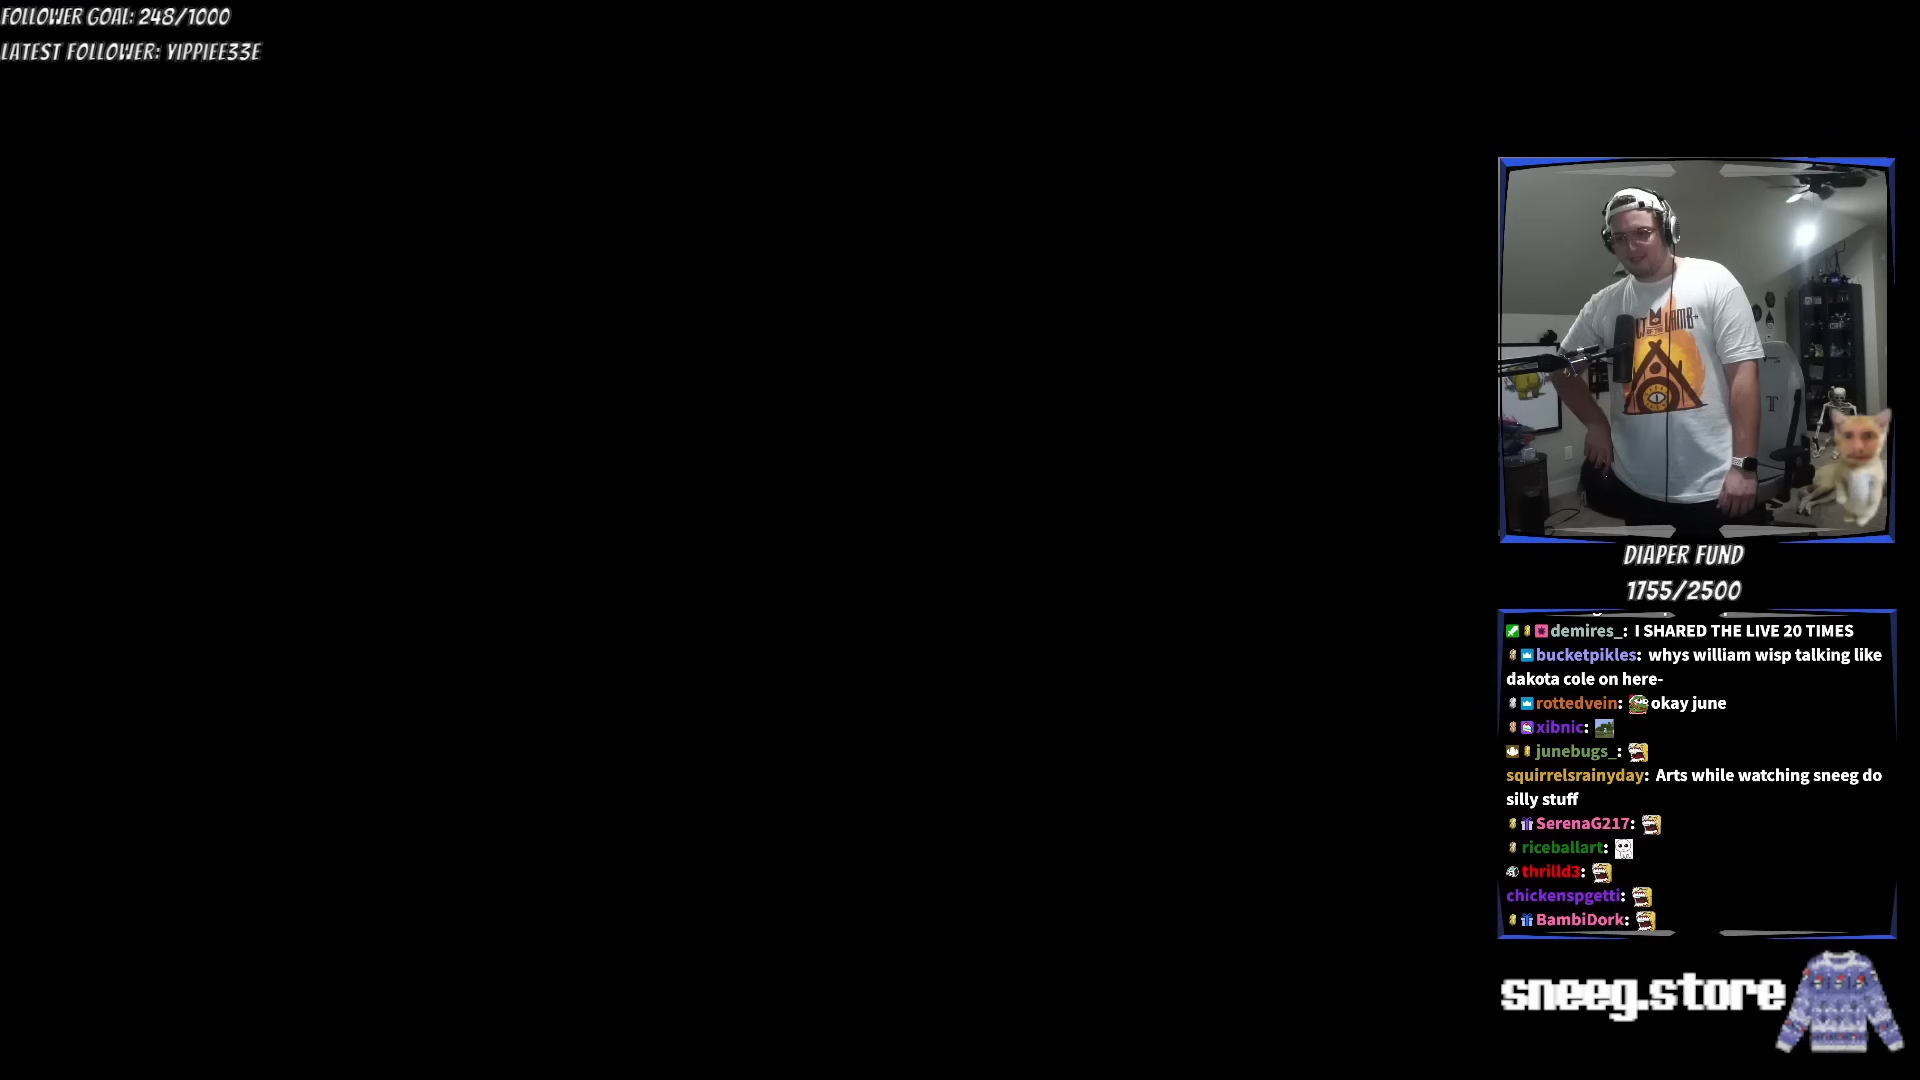 FOLLOWER GOAL: 248/1000
LATEST FOLLOWER: YIPPIEE33E
DIAPER FUND
1755/2500
demires_: I SHARED THE LIVE 20 TIMES
bucketpikles: whys william wisp talking like
dakota cole on here-
rottedvein: okay june
xibnic:
junebugs_:
squirrelsrainyday: Arts while watching sneeg do
silly stuff
SerenaG217:
riceballart:
thrilld3:
chickenspgetti:
BambiDork:
sneeg.store